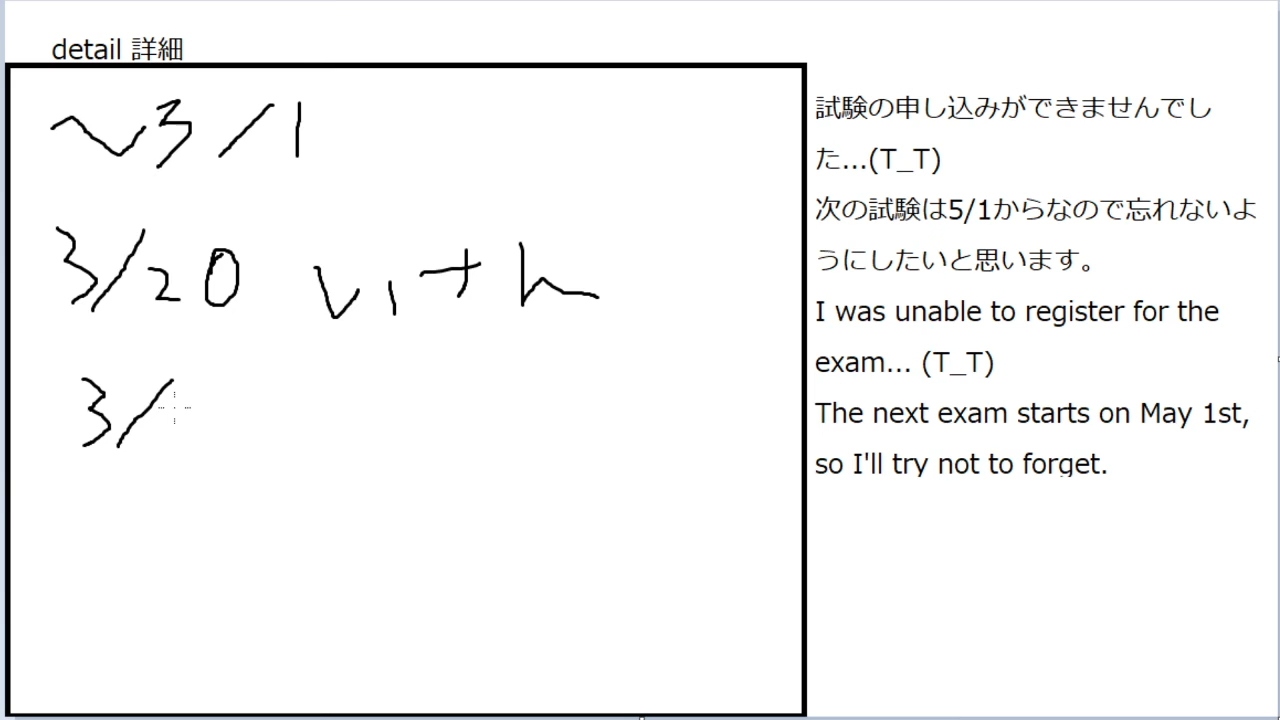 detail 詳細
~3/1
3/20
3/
試験の申し込みができませんでし
た...(T_T)
次の試験は5/1からなので忘れないよ
うにしたいと思います。
I was unable to register for the
exam... (T_T)
The next exam starts on May 1st,
so I'll try not to forget.